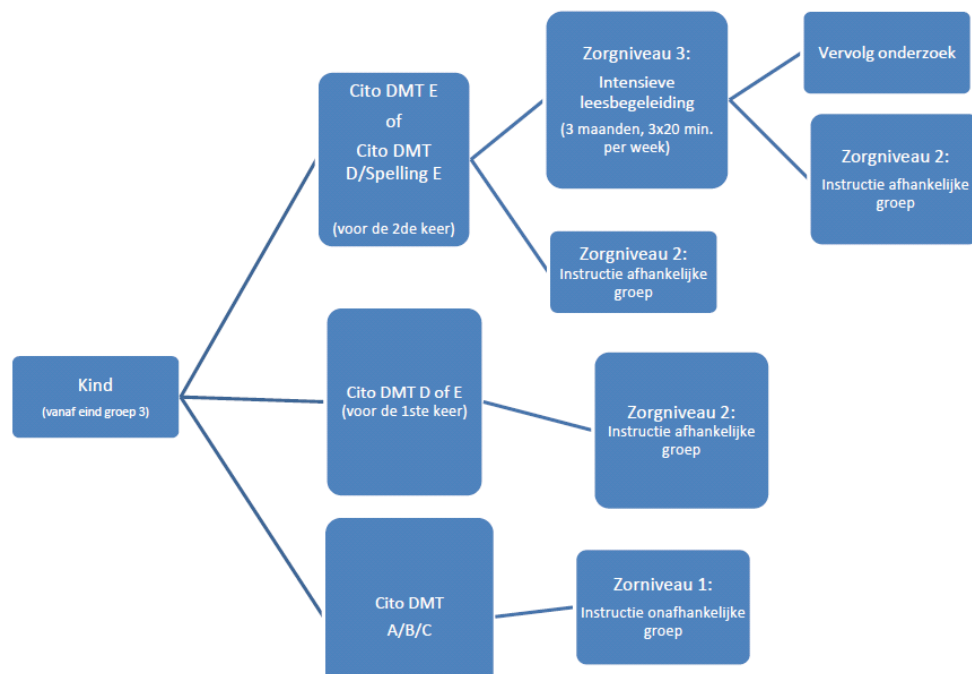 Kind
(vanaf eind groep 3)
Cito DMT E
of
Cito DMT
D/Spelling E
(voor de 2de keer)
Zorgniveau 3:
Intensieve
leesbegeleiding
(3 maanden, 3x20 min.
per week)
Vervolg onderzoek
Zorgniveau 2:
Instructie afhankelijke
groep
Zorgniveau 2:
Instructie afhankelijke
groep
Cito DMT D of E
(voor de 1ste keer)
Zorgniveau 2:
Instructie afhankelijke
groep
Cito DMT
A/B/C
Zorniveau 1:
Instructie onafhankelijke
groep